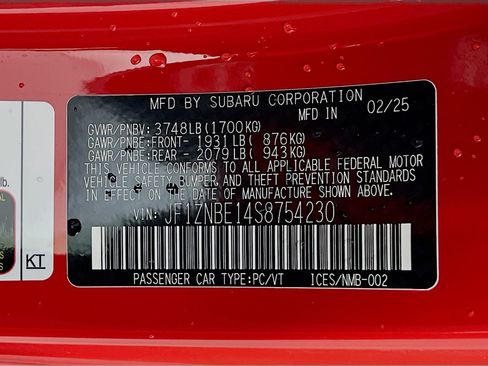 MFD BY SUBARU CORPORATION
MFD IN 02/25
GVWR/PNBV: 3748LB(1700KG)
GAWR/PNBE:FRONT- 1931LB( 876KG)
GAWR/PNBE:REAR - 2079LB( 943KG)
THIS VEHICLE CONFORMS TO ALL APPLICABLE FEDERAL MOTOR
VEHICLE SAFETY, BUMPER, AND THEFT PREVENTION STANDARDS
IN EFFECT ON THE DATE OF MANUFACTURE SHOWN ABOVE.
VIN: JF1ZNBE14S8754230
PASSENGER CAR TYPE:PC/VT ICES/NMB-002
lb.
KT